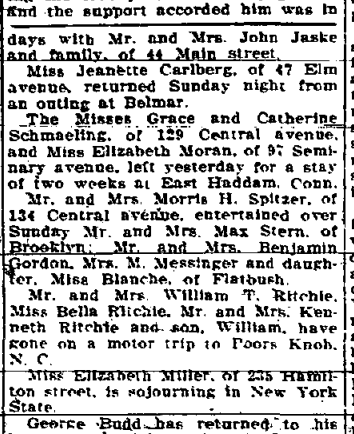 and the support accorded him was in
days with Mr. and Mrs. John Jaske
and family, of 44 Main street.
Miss Jeanette Carlberg, of 47 Elm
avenue, returned Sunday night from
an outing at Belmar.
The Misses Grace and Catherine
Schmaeling, of 129 Central avenue,
and Miss Elizabeth Moran, of 97 Semi-
nary avenue, left yesterday for a stay
of two weeks at East Haddam, Conn.
Mr. and Mrs. Morris H. Spitzer, of
134 Central avenue, entertained over
Sunday Mr. and Mrs. Max Stern, of
Brooklyn; Mr. and Mrs. Benjamin
Gordon, Mrs. M. Messinger and daugh-
ter, Miss Blanche, of Flatbush.
Mr. and Mrs. William T. Ritchie,
Miss Bella Ritchie, Mr. and Mrs. Ken-
neth Ritchie and son, William, have
gone on a motor trip to Poors Knob,
N. C.
Miss Elizabeth Miller, of 235 Hamil-
ton street, is sojourning in New York
State.
George Budd has returned to his